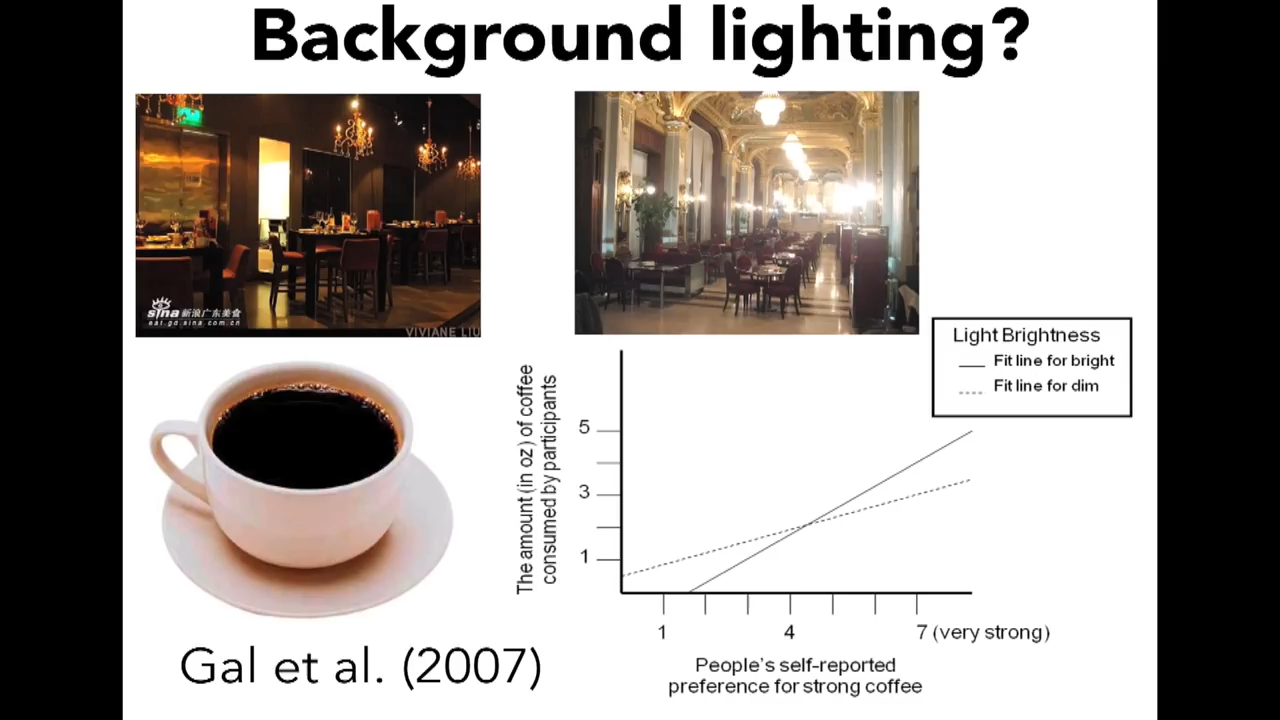 Background lighting?
sina 新浪广东美食
eat.gd.sina.com.cn
VIVIANE LIU
Light Brightness
Fit line for bright
Fit line for dim
The amount (in oz) of coffee
consumed by participants
5
3
1
1 4 7 (very strong)
People's self-reported
preference for strong coffee
Gal et al. (2007)